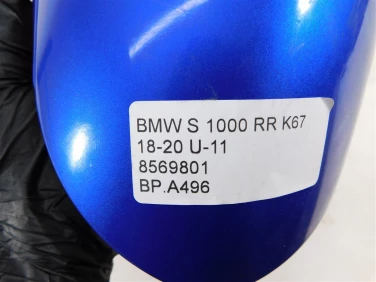 BMW S 1000 RR K67
18-20 U-11
8569801
BP.A496